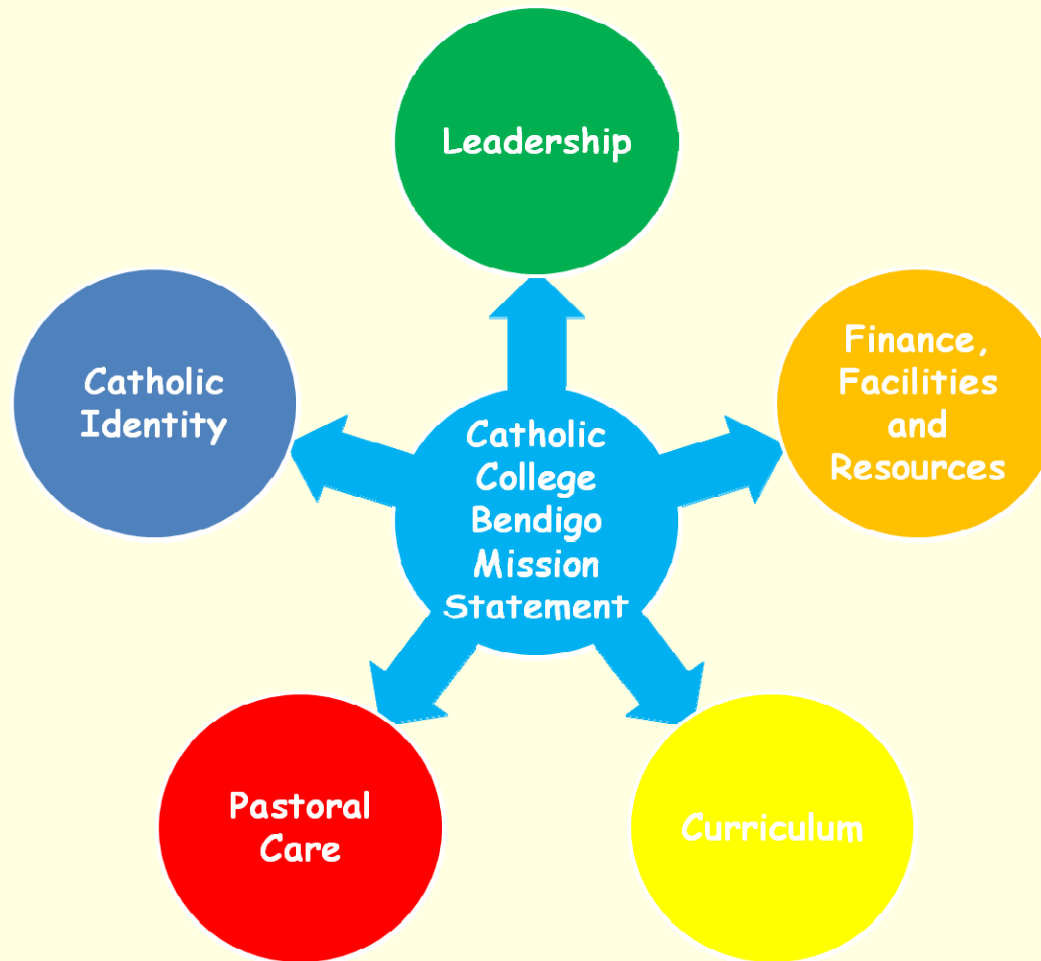 Leadership
Catholic
Identity
Finance,
Facilities
and
Resources
Catholic
College
Bendigo
Mission
Statement
Pastoral
Care
Curriculum